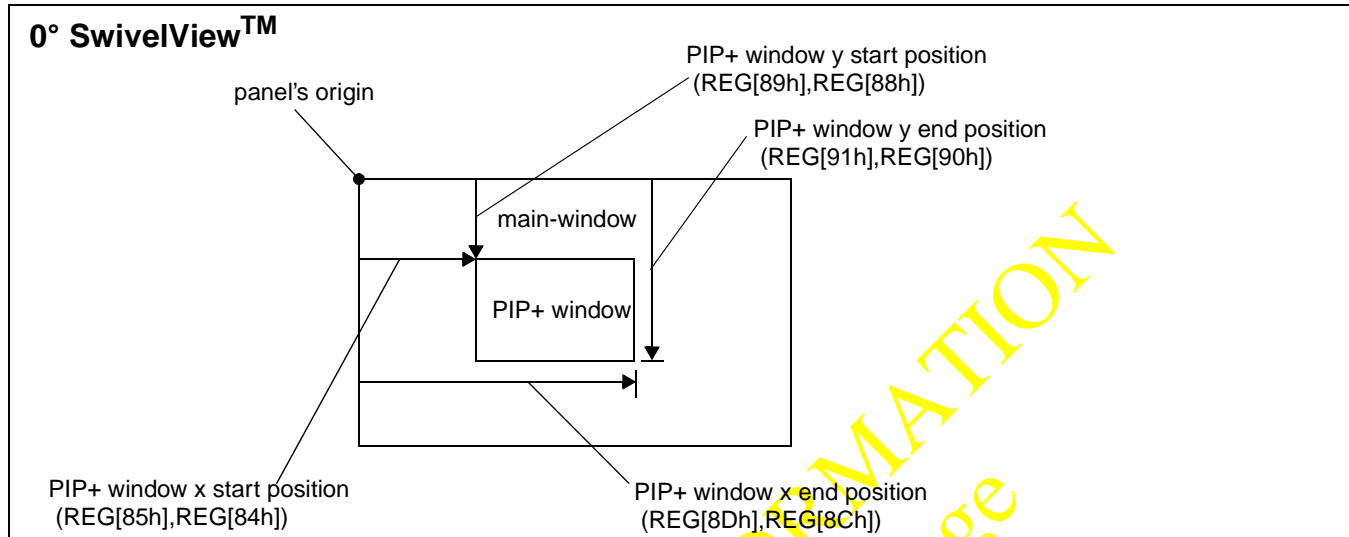 0° SwivelView™
PIP+ window y start position
(REG[89h],REG[88h])
panel's origin
PIP+ window y end position
(REG[91h],REG[90h])
main-window
PIP+ window
PIP+ window x start position
(REG[85h],REG[84h])
PIP+ window x end position
(REG[8Dh],REG[8Ch])